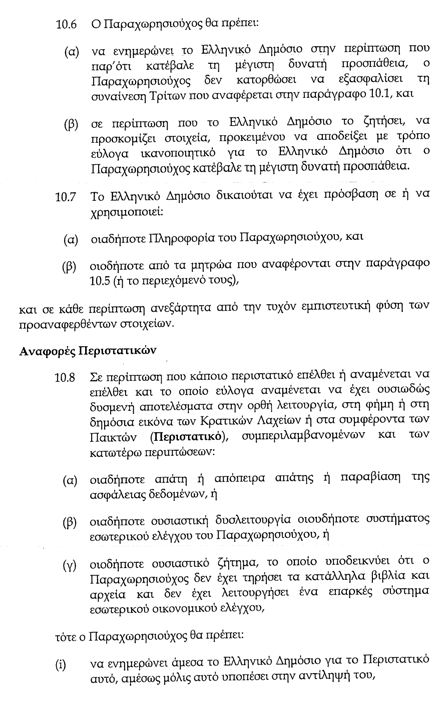 10.6 Ο Παραχωρησιούχος θα πρέπει:
(α) να ενημερώνει το Ελληνικό Δημόσιο στην περίπτωση που
παρ'ότι κατέβαλε τη μέγιστη δυνατή προσπάθεια, ο
Παραχωρησιούχος δεν κατορθώσει να εξασφαλίσει τη
συναίνεση Τρίτων που αναφέρεται στην παράγραφο 10.1, και
(β) σε περίπτωση που το Ελληνικό Δημόσιο το ζητήσει, να
προσκομίζει στοιχεία, προκειμένου να αποδείξει με τρόπο
εύλογα ικανοποιητικό για το Ελληνικό Δημόσιο ότι ο
Παραχωρησιούχος κατέβαλε τη μέγιστη δυνατή προσπάθεια.
10.7 Το Ελληνικό Δημόσιο δικαιούται να έχει πρόσβαση σε ή να
χρησιμοποιεί:
(α) οιαδήποτε Πληροφορία του Παραχωρησιούχου, και
(β) οιοδήποτε από τα μητρώα που αναφέρονται στην παράγραφο
10.5 (ή το περιεχόμενό τους),
και σε κάθε περίπτωση ανεξάρτητα από την τυχόν εμπιστευτική φύση των
προαναφερθέντων στοιχείων.
Αναφορές Περιστατικών
10.8 Σε περίπτωση που κάποιο περιστατικό επέλθει ή αναμένεται να
επέλθει και το οποίο εύλογα αναμένεται να έχει ουσιωδώς
δυσμενή αποτελέσματα στην ορθή λειτουργία, στη φήμη ή στη
δημόσια εικόνα των Κρατικών Λαχείων ή στα συμφέροντα των
Παικτών (Περιστατικό), συμπεριλαμβανομένων και των
κατωτέρω περιπτώσεων:
(α) οιαδήποτε απάτη ή απόπειρα απάτης ή παραβίαση της
ασφάλειας δεδομένων, ή
(β) οιαδήποτε ουσιαστική δυσλειτουργία οιουδήποτε συστήματος
εσωτερικού ελέγχου του Παραχωρησιούχου, ή
(γ) οιοδήποτε ουσιαστικό ζήτημα, το οποίο υποδεικνύει ότι ο
Παραχωρησιούχος δεν έχει τηρήσει τα κατάλληλα βιβλία και
αρχεία και δεν έχει λειτουργήσει ένα επαρκές σύστημα
εσωτερικού οικονομικού ελέγχου,
τότε ο Παραχωρησιούχος θα πρέπει:
(i) να ενημερώνει άμεσα το Ελληνικό Δημόσιο για το Περιστατικό
αυτό, αμέσως μόλις αυτό υποπέσει στην αντίληψή του,